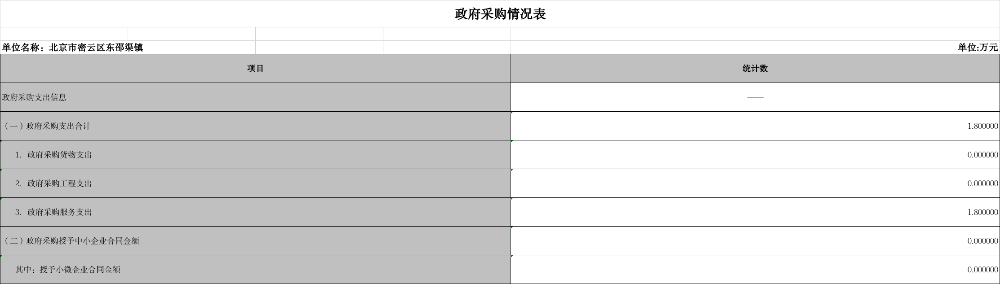 政府采购情况表
单位名称：北京市密云区东邵渠镇 单位:万元
项目 统计数
政府采购支出信息 ——
（一）政府采购支出合计 1.800000
1. 政府采购货物支出 0.000000
2. 政府采购工程支出 0.000000
3. 政府采购服务支出 1.800000
（二）政府采购授予中小企业合同金额 0.000000
其中：授予小微企业合同金额 0.000000